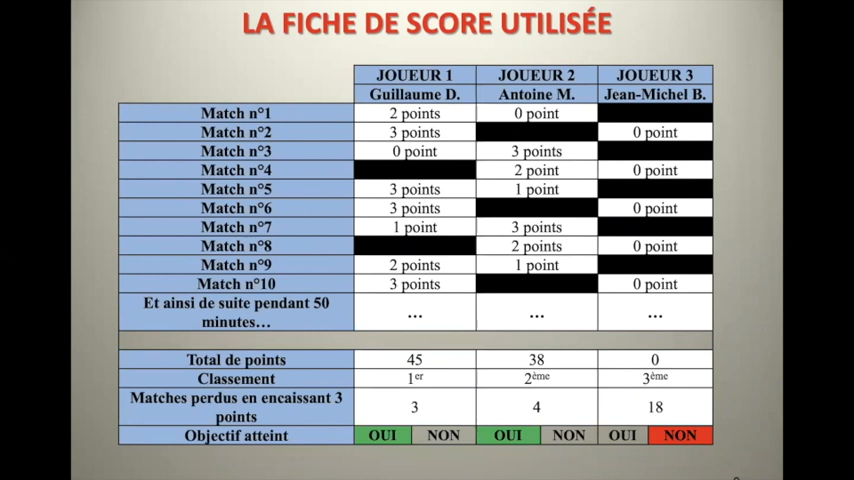 LA FICHE DE SCORE UTILISÉE
JOUEUR 1 JOUEUR 2 JOUEUR 3
Guillaume D. Antoine M. Jean-Michel B.
Match n°1 2 points 0 point
Match n°2 3 points 0 point
Match n°3 0 point 3 points
Match n°4 2 point 0 point
Match n°5 3 points 1 point
Match n°6 3 points 0 point
Match n°7 1 point 3 points
Match n°8 2 points 0 point
Match n°9 2 points 1 point
Match n°10 3 points 0 point
Et ainsi de suite pendant 50
minutes… … … …
Total de points 45 38 0
Classement 1er 2ème 3ème
Matches perdus en encaissant 3
points 3 4 18
Objectif atteint OUI NON OUI NON OUI NON